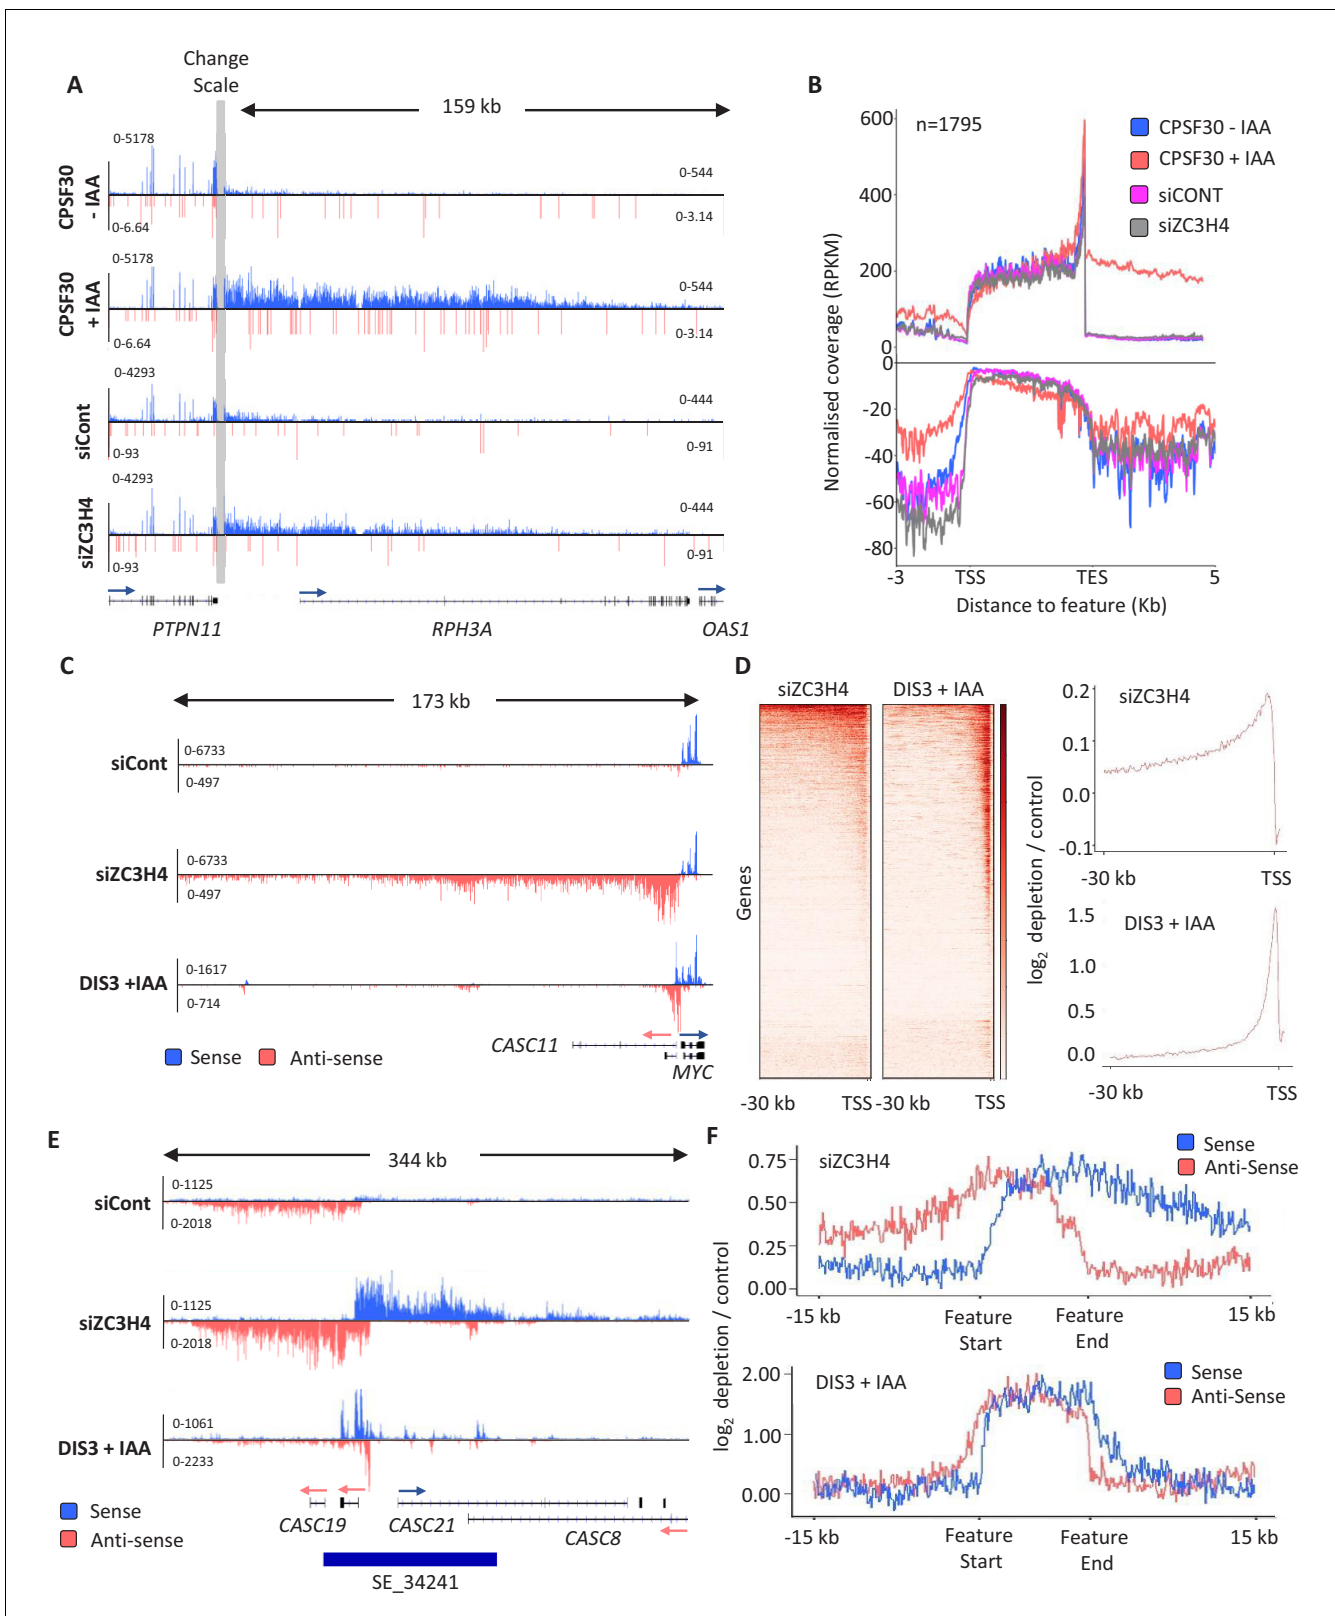 A
Change
Scale
159 kb
CPSF30
- IAA
0-5178
0-6.64
0-544
0-3.14
CPSF30
+ IAA
0-5178
0-6.64
0-544
0-3.14
siCont
0-4293
0-93
0-444
0-91
siZC3H4
0-4293
0-93
0-444
0-91
PTPN11
RPH3A
OAS1
B
n=1795
CPSF30 - IAA
CPSF30 + IAA
siCONT
siZC3H4
Normalised coverage (RPKM)
600
400
200
0
0
-20
-40
-60
-80
-3
TSS
TES
5
Distance to feature (Kb)
C
173 kb
siCont
0-6733
0-497
siZC3H4
0-6733
0-497
DIS3 +IAA
0-1617
0-714
Sense
Anti-sense
CASC11
MYC
D
siZC3H4
DIS3 + IAA
Genes
-30 kb
TSS
-30 kb
TSS
log2 depletion / control
0.2
0.1
0.0
-0.1
siZC3H4
-30 kb
TSS
1.5
1.0
0.5
0.0
DIS3 + IAA
-30 kb
TSS
E
344 kb
siCont
0-1125
0-2018
siZC3H4
0-1125
0-2018
DIS3 + IAA
0-1061
0-2233
Sense
Anti-sense
CASC19
CASC21
CASC8
SE_34241
F
log2 depletion / control
siZC3H4
Sense
Anti-Sense
0.75
0.50
0.25
0.00
-15 kb
Feature
Start
Feature
End
15 kb
DIS3 + IAA
Sense
Anti-Sense
2.00
1.00
0.00
-15 kb
Feature
Start
Feature
End
15 kb